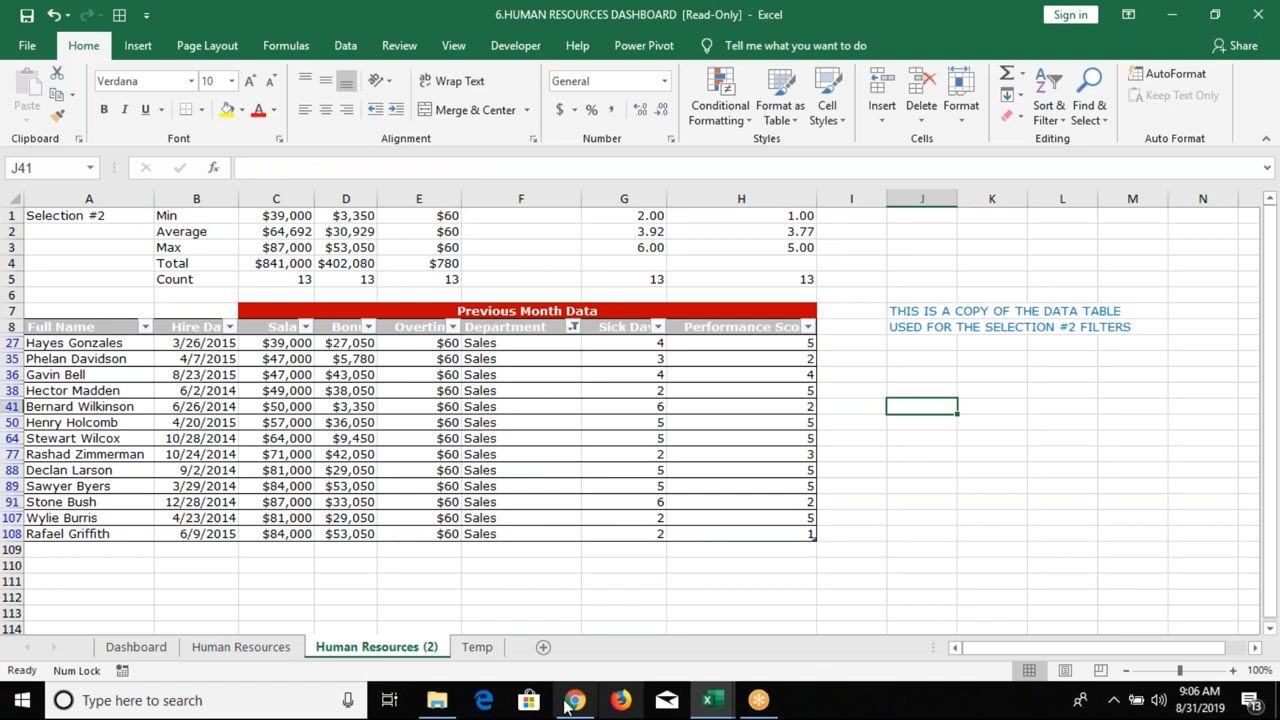 6.HUMAN RESOURCES DASHBOARD [Read-Only] - Excel
Sign in
File Home Insert Page Layout Formulas Data Review View Developer Help Power Pivot Tell me what you want to do Share
Paste
Verdana 10
Wrap Text
Merge & Center
General
Conditional Formatting
Format as Table
Cell Styles
Insert
Delete
Format
Sort & Filter
Find & Select
AutoFormat
Keep Text Only
Clipboard Font Alignment Number Styles Cells Editing Auto Format
J41 fx
A B C D E F G H I J K L M N
1 Selection #2 Min $39,000 $3,350 $60 2.00 1.00
2 Average $64,692 $30,929 $60 3.92 3.77
3 Max $87,000 $53,050 $60 6.00 5.00
4 Total $841,000 $402,080 $780
5 Count 13 13 13 13 13
6
7 Previous Month Data THIS IS A COPY OF THE DATA TABLE
8 Full Name Hire Da Sala Bon Overtin Department Sick Da Performance Sco USED FOR THE SELECTION #2 FILTERS
27 Hayes Gonzales 3/26/2015 $39,000 $27,050 $60 Sales 4 5
35 Phelan Davidson 4/7/2015 $47,000 $5,780 $60 Sales 3 2
36 Gavin Bell 8/23/2015 $47,000 $43,050 $60 Sales 4 4
38 Hector Madden 6/2/2014 $49,000 $38,050 $60 Sales 2 5
41 Bernard Wilkinson 6/26/2014 $50,000 $3,350 $60 Sales 6 2
50 Henry Holcomb 4/20/2015 $57,000 $36,050 $60 Sales 5 5
64 Stewart Wilcox 10/28/2014 $64,000 $9,450 $60 Sales 5 5
77 Rashad Zimmerman 10/24/2014 $71,000 $42,050 $60 Sales 2 3
88 Declan Larson 9/2/2014 $81,000 $29,050 $60 Sales 5 5
89 Sawyer Byers 3/29/2014 $84,000 $53,050 $60 Sales 5 5
91 Stone Bush 12/28/2014 $87,000 $33,050 $60 Sales 6 2
107 Wylie Burris 4/23/2014 $81,000 $29,050 $60 Sales 2 5
108 Rafael Griffith 6/9/2015 $84,000 $53,050 $60 Sales 2 1
109
110
111
112
113
114
Dashboard Human Resources Human Resources (2) Temp
Ready Num Lock 100%
Type here to search
9:06 AM
8/31/2019
13